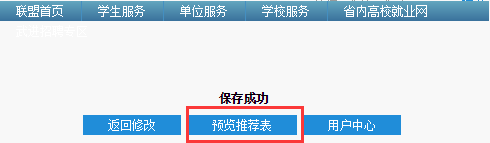 联盟首页 学生服务 单位服务 学校服务 省内高校就业网
保存成功
返回修改 预览推荐表 用户中心